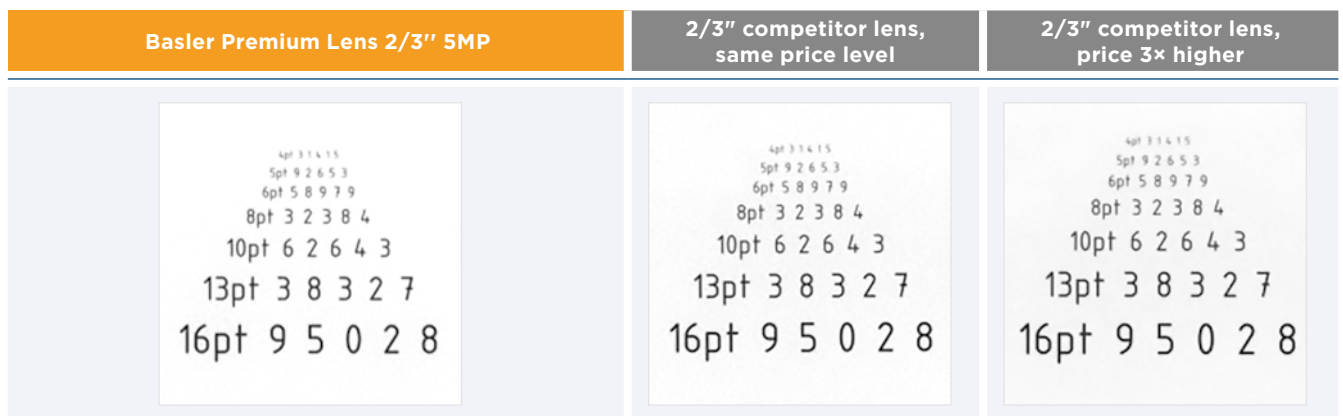 Basler Premium Lens 2/3'' 5MP
2/3" competitor lens,
same price level
2/3" competitor lens,
price 3× higher
4pt 3 1 4 1 5
5pt 9 2 6 5 3
6pt 5 8 9 7 9
8pt 3 2 3 8 4
10pt 6 2 6 4 3
13pt 3 8 3 2 7
16pt 9 5 0 2 8
4pt 3 1 4 1 5
5pt 9 2 6 5 3
6pt 5 8 9 7 9
8pt 3 2 3 8 4
10pt 6 2 6 4 3
13pt 3 8 3 2 7
16pt 9 5 0 2 8
4pt 3 1 4 1 5
5pt 9 2 6 5 3
6pt 5 8 9 7 9
8pt 3 2 3 8 4
10pt 6 2 6 4 3
13pt 3 8 3 2 7
16pt 9 5 0 2 8